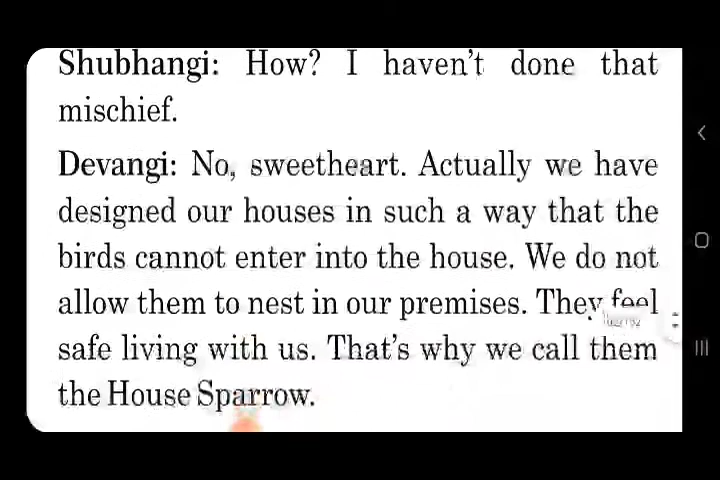 Shubhangi: How? I haven't done that
mischief.
Devangi: No, sweetheart. Actually we have
designed our houses in such a way that the
birds cannot enter into the house. We do not
allow them to nest in our premises. They feel
safe living with us. That's why we call them
the House Sparrow.